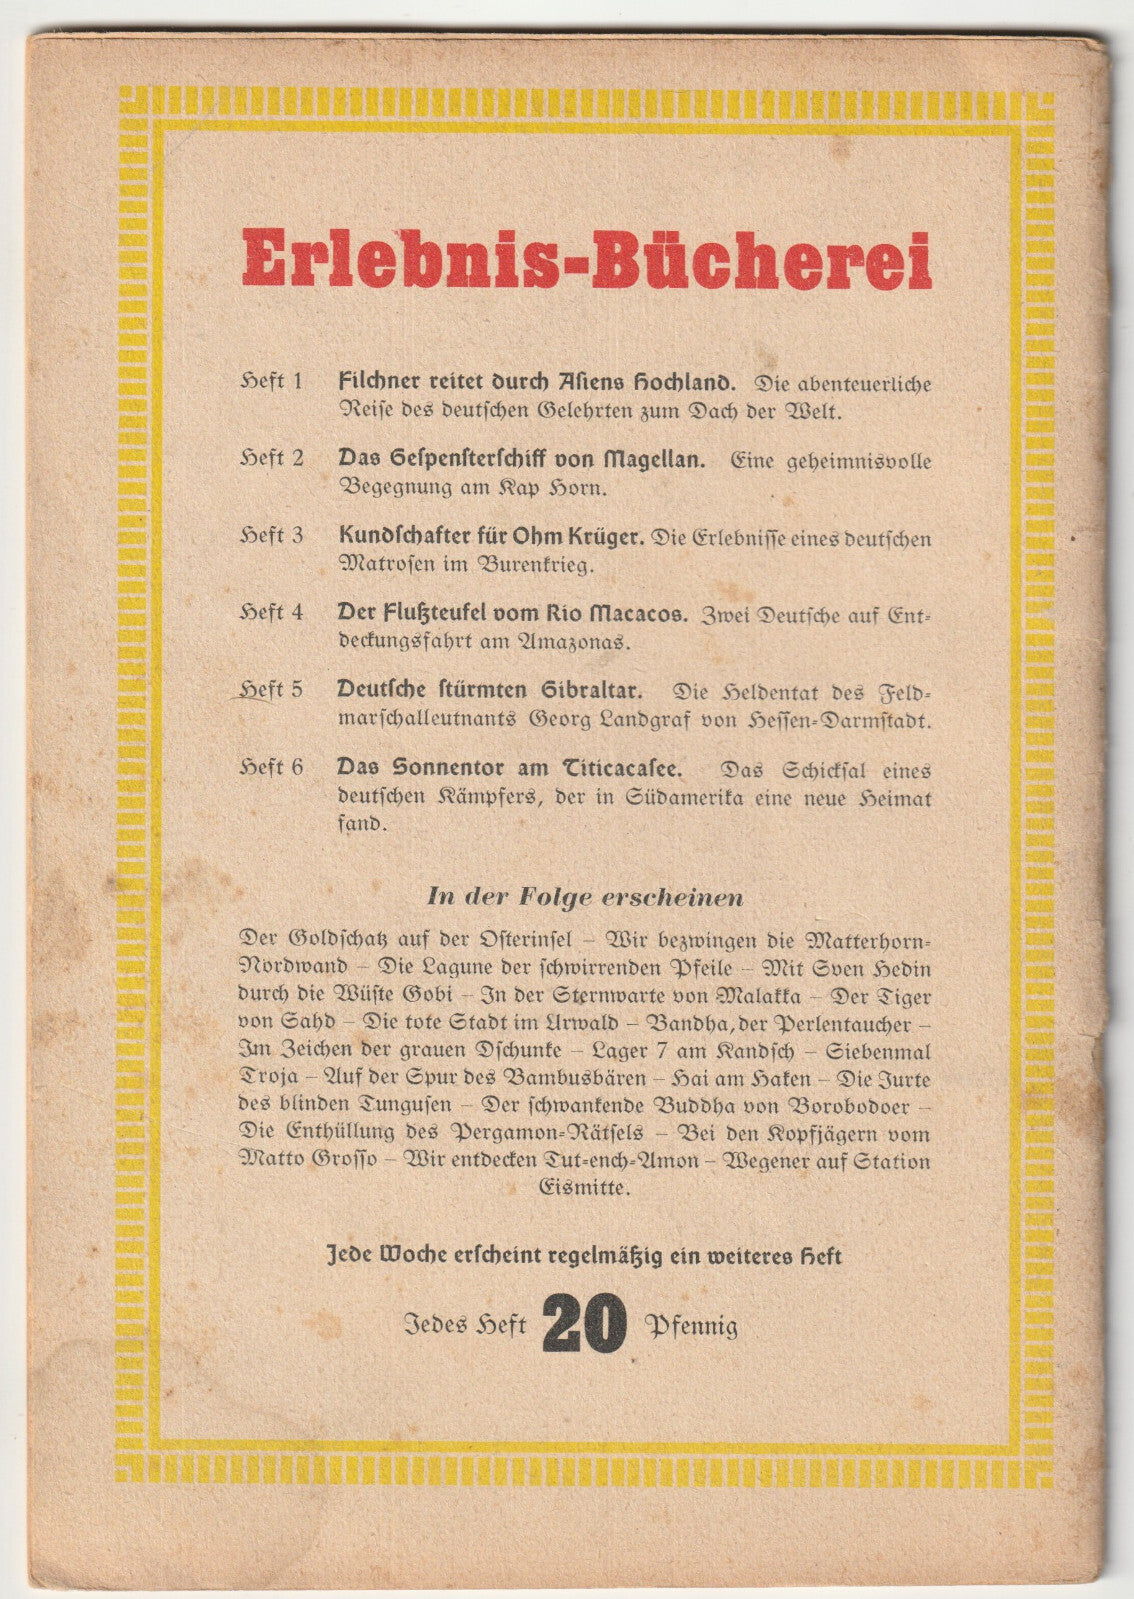 Erlebnis-Bücherei
Heft 1 Filchner reitet durch Asiens Hochland. Die abenteuerliche
Reise des deutschen Gelehrten zum Dach der Welt.
Heft 2 Das Gespensterschiff von Magellan. Eine geheimnisvolle
Begegnung am Kap Horn.
Heft 3 Kundschafter für Ohm Krüger. Die Erlebnisse eines deutschen
Matrosen im Burenkrieg.
Heft 4 Der Flußteufel vom Rio Macacos. Zwei Deutsche auf Ent-
deckungsfahrt am Amazonas.
Heft 5 Deutsche stürmten Gibraltar. Die Heldentat des Feld-
marschalleutnants Georg Landgraf von Hessen-Darmstadt.
Heft 6 Das Sonnentor am Titicacasee. Das Schicksal eines
deutschen Kämpfers, der in Südamerika eine neue Heimat
fand.
In der Folge erscheinen
Der Goldschatz auf der Osterinsel – Wir bezwingen die Matterhorn-
Nordwand – Die Lagune der schwirrenden Pfeile – Mit Sven Hedin
durch die Wüste Gobi – In der Sternwarte von Malakka – Der Tiger
von Sahd – Die tote Stadt im Urwald – Bandha, der Perlentaucher –
Im Zeichen der grauen Dschunke – Lager 7 am Kandsch – Siebenmal
Troja – Auf der Spur des Bambusbären – Hai am Haken – Die Jurte
des blinden Tungusen – Der schwankende Buddha von Borobodoer –
Die Enthüllung des Pergamon-Rätsels – Bei den Kopfjägern vom
Matto Grosso – Wir entdecken Tut-ench-Amon – Wegener auf Station
Eismitte.
Jede Woche erscheint regelmäßig ein weiteres Heft
Jedes Heft 20 Pfennig